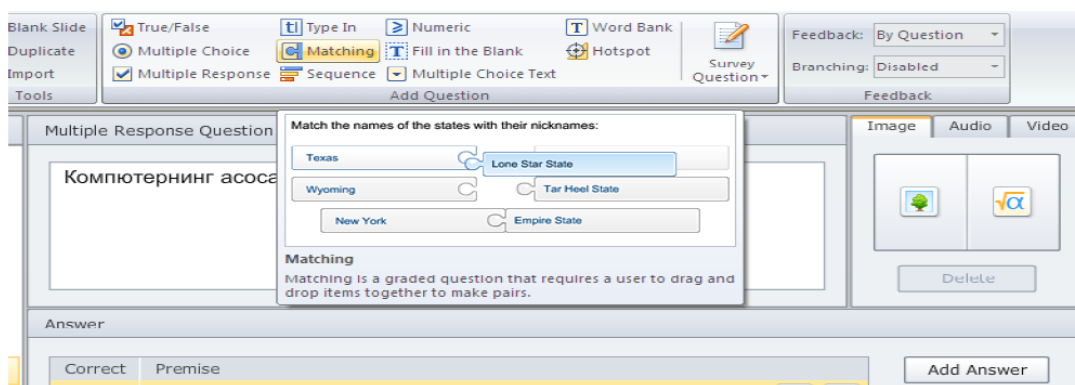 Blank Slide
Duplicate
Import
Tools
True/False
Multiple Choice
Multiple Response
Type In
Matching
Sequence
Numeric
Fill in the Blank
Multiple Choice Text
Word Bank
Hotspot
Survey
Question
Add Question
Feedback: By Question
Branching: Disabled
Feedback
Multiple Response Question
Компютернинг асоса
Match the names of the states with their nicknames:
Texas
Lone Star State
Wyoming
Tar Heel State
New York
Empire State
Matching
Matching is a graded question that requires a user to drag and
drop items together to make pairs.
Image Audio Video
√α
Delete
Answer
Correct Premise
Add Answer